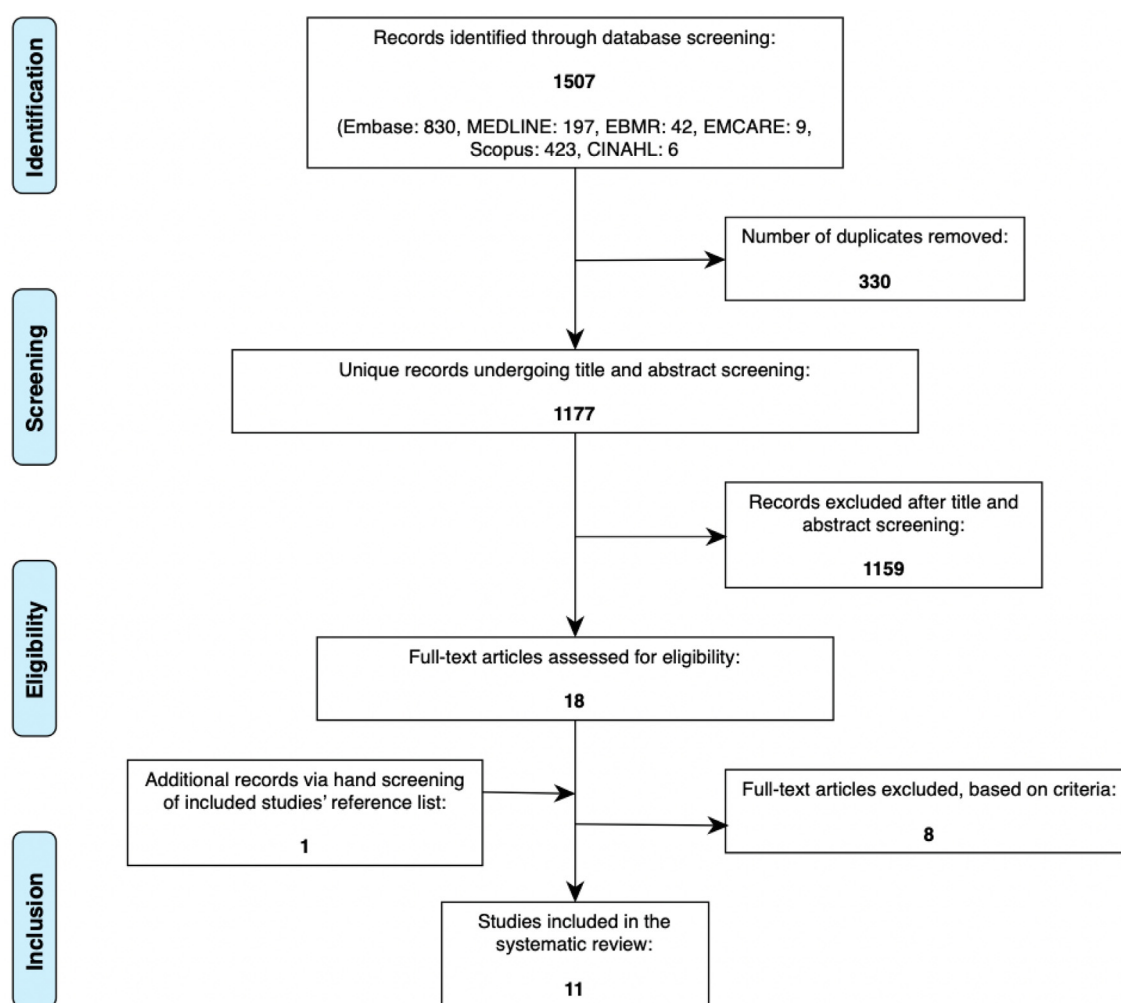 Identification
Records identified through database screening:
1507
(Embase: 830, MEDLINE: 197, EBMR: 42, EMCARE: 9,
Scopus: 423, CINAHL: 6
Number of duplicates removed:
330
Screening
Unique records undergoing title and abstract screening:
1177
Records excluded after title and
abstract screening:
1159
Eligibility
Full-text articles assessed for eligibility:
18
Additional records via hand screening
of included studies' reference list:
1
Full-text articles excluded, based on criteria:
8
Inclusion
Studies included in the
systematic review:
11